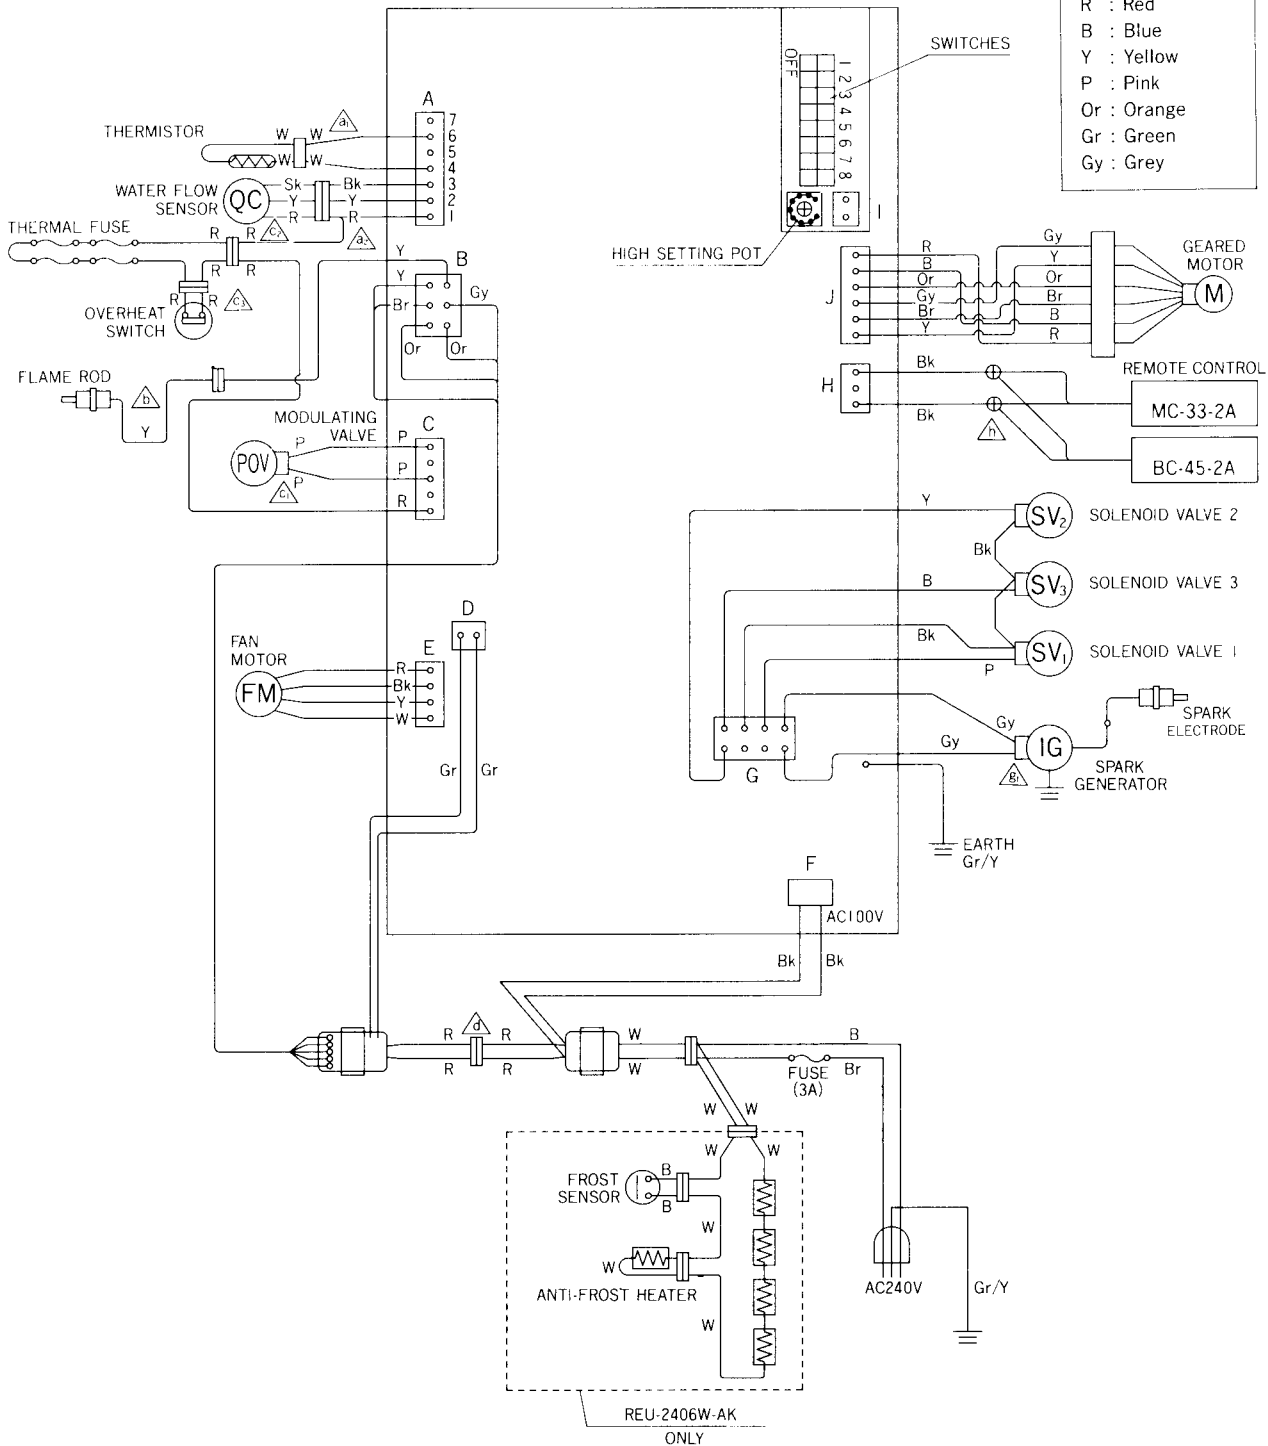 R : Red
B : Blue
Y : Yellow
P : Pink
Or : Orange
Gr : Green
Gy : Grey
SWITCHES
OFF
1 2 3 4 5 6 7 8
I
HIGH SETTING POT
A
7
6
5
4
3
2
1
THERMISTOR
W W a1
W W
WATER FLOW
SENSOR
QC
Sk Bk
Y Y
R R
c2
a2
THERMAL FUSE
R R
R R
R R
c3
OVERHEAT
SWITCH
Y B
Y
Gy
Br
Or Or
FLAME ROD
b
Y
MODULATING
VALVE
C
POV
P P
P P
c1
R
J
R
B
Or
Gy
Br
Y
Gy
Y
Or
Br
B
R
GEARED
MOTOR
M
H
Bk
Bk
h
REMOTE CONTROL
MC-33-2A
BC-45-2A
Y
SV2
SOLENOID VALVE 2
Bk
B
SV3
SOLENOID VALVE 3
Bk
SV1
SOLENOID VALVE 1
P
D
FAN
MOTOR
FM
E
R
Bk
Y
W
Gr Gr
G
Gy
Gy
g1
IG
SPARK
GENERATOR
SPARK
ELECTRODE
EARTH
Gr/Y
F
AC100V
Bk Bk
R d R
R R
W
W
B
FUSE
(3A)
Br
W W
W W
FROST
SENSOR
B
B
W
W
ANTI-FROST HEATER
W
AC240V
Gr/Y
REU-2406W-AK
ONLY